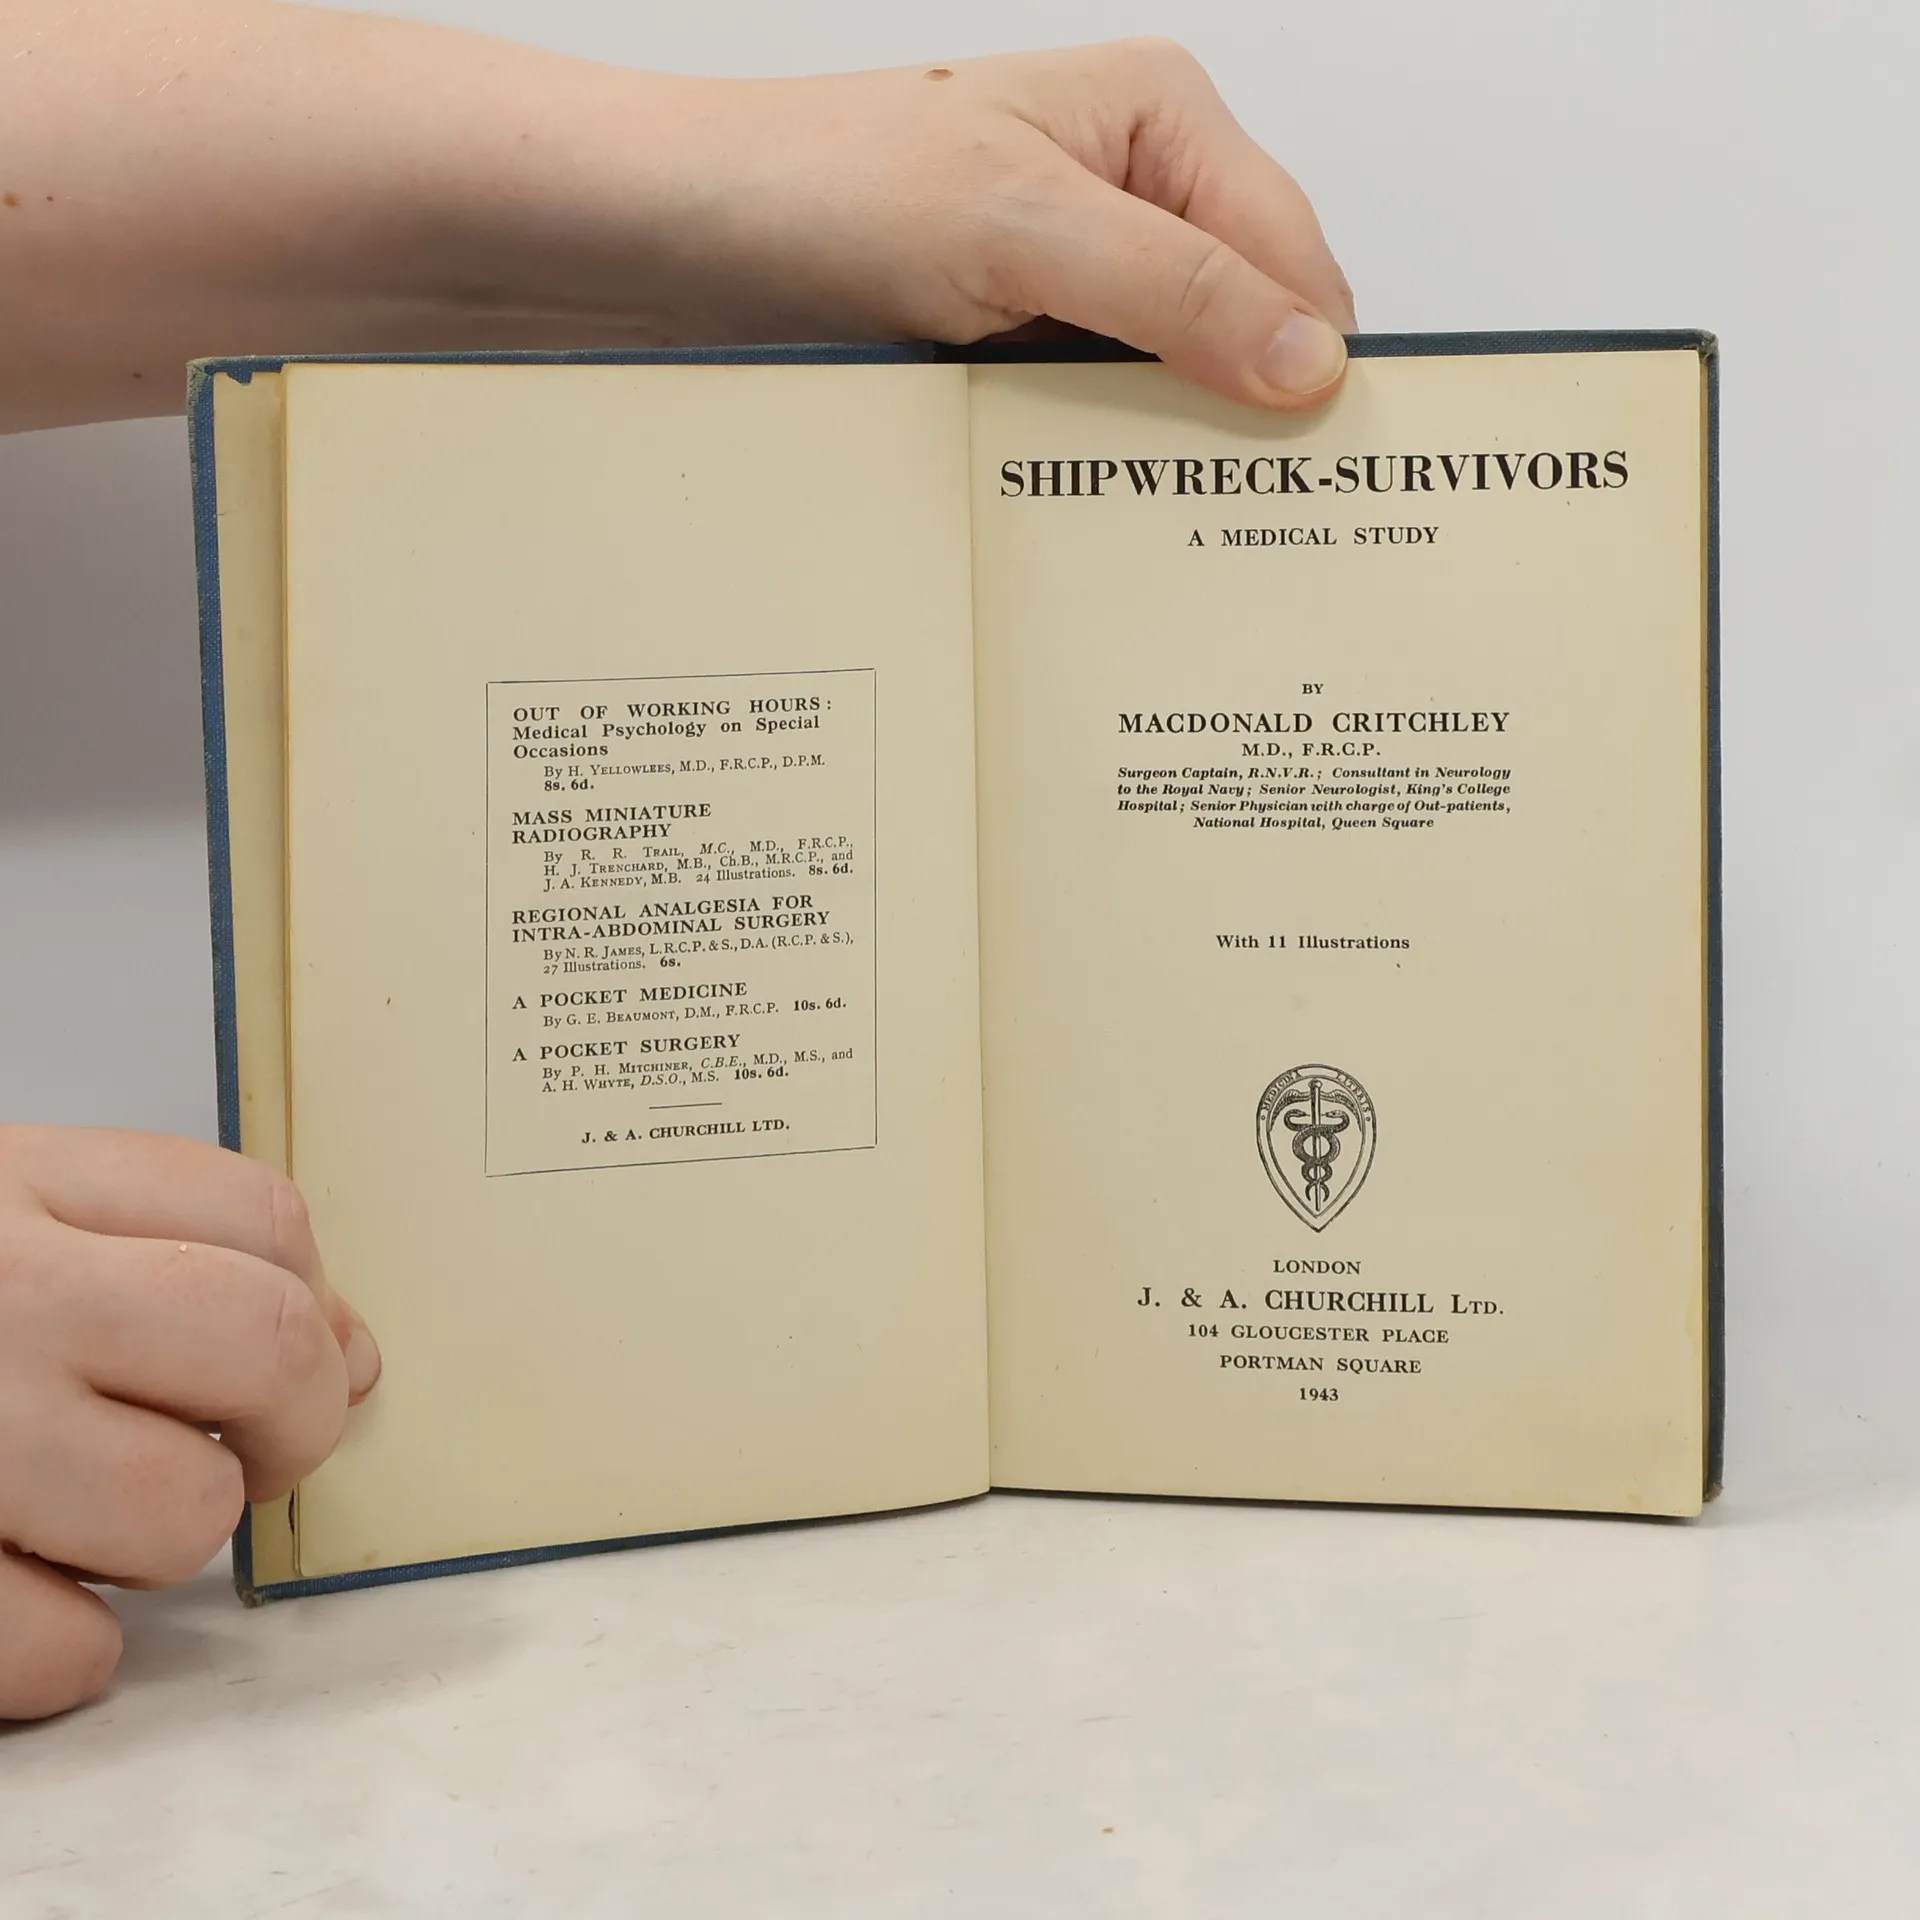 OUT OF WORKING HOURS:
Medical Psychology on Special
Occasions
By H. YELLOWLEES, M.D., F.R.C.P., D.P.M.
8s. 6d.
MASS MINIATURE
RADIOGRAPHY
By R. R. TRAIL, M.C., M.D., F.R.C.P.,
H. J. TRENCHARD, M.B., Ch.B., M.R.C.P., and
J. A. KENNEDY, M.B. 24 Illustrations. 8s. 6d.
REGIONAL ANALGESIA FOR
INTRA-ABDOMINAL SURGERY
By N. R. JAMES, L.R.C.P. & S., D.A. (R.C.P. & S.),
27 Illustrations. 6s.
A POCKET MEDICINE
By G. E. BEAUMONT, D.M., F.R.C.P. 10s. 6d.
A POCKET SURGERY
By P. H. MITCHINER, C.B.E., M.D., M.S., and
A. H. WHYTE, D.S.O., M.S. 10s. 6d.
J. & A. CHURCHILL LTD.
SHIPWRECK-SURVIVORS
A MEDICAL STUDY
BY
MACDONALD CRITCHLEY
M.D., F.R.C.P.
Surgeon Captain, R.N.V.R.; Consultant in Neurology
to the Royal Navy; Senior Neurologist, King's College
Hospital; Senior Physician with charge of Out-patients,
National Hospital, Queen Square
With 11 Illustrations
MEDICINA LITERIS
LONDON
J. & A. CHURCHILL LTD.
104 GLOUCESTER PLACE
PORTMAN SQUARE
1943